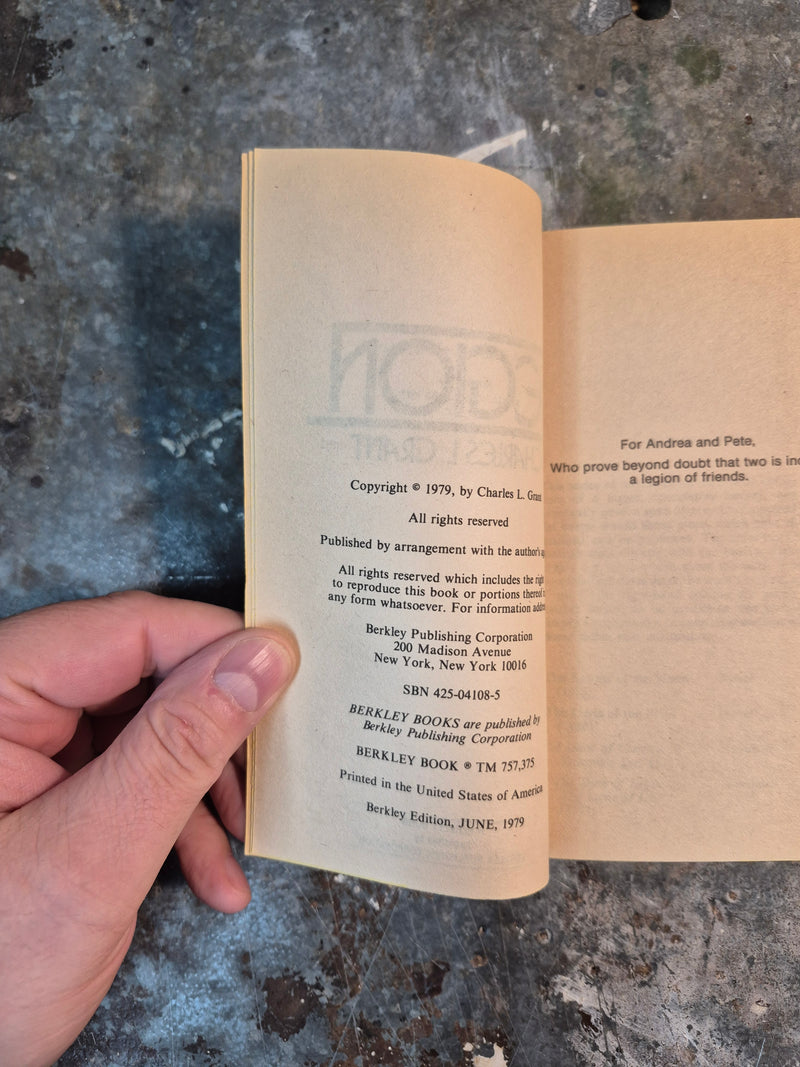 Copyright © 1979, by Charles L. Grant
All rights reserved
Published by arrangement with the author's
All rights reserved which includes the right
to reproduce this book or portions thereof
any form whatsoever. For information address
Berkley Publishing Corporation
200 Madison Avenue
New York, New York 10016
SBN 425-04108-5
BERKLEY BOOKS are published by
Berkley Publishing Corporation
BERKLEY BOOK ® TM 757,375
Printed in the United States of America
Berkley Edition, JUNE, 1979
For Andrea and Pete,
Who prove beyond doubt that two is
a legion of friends.